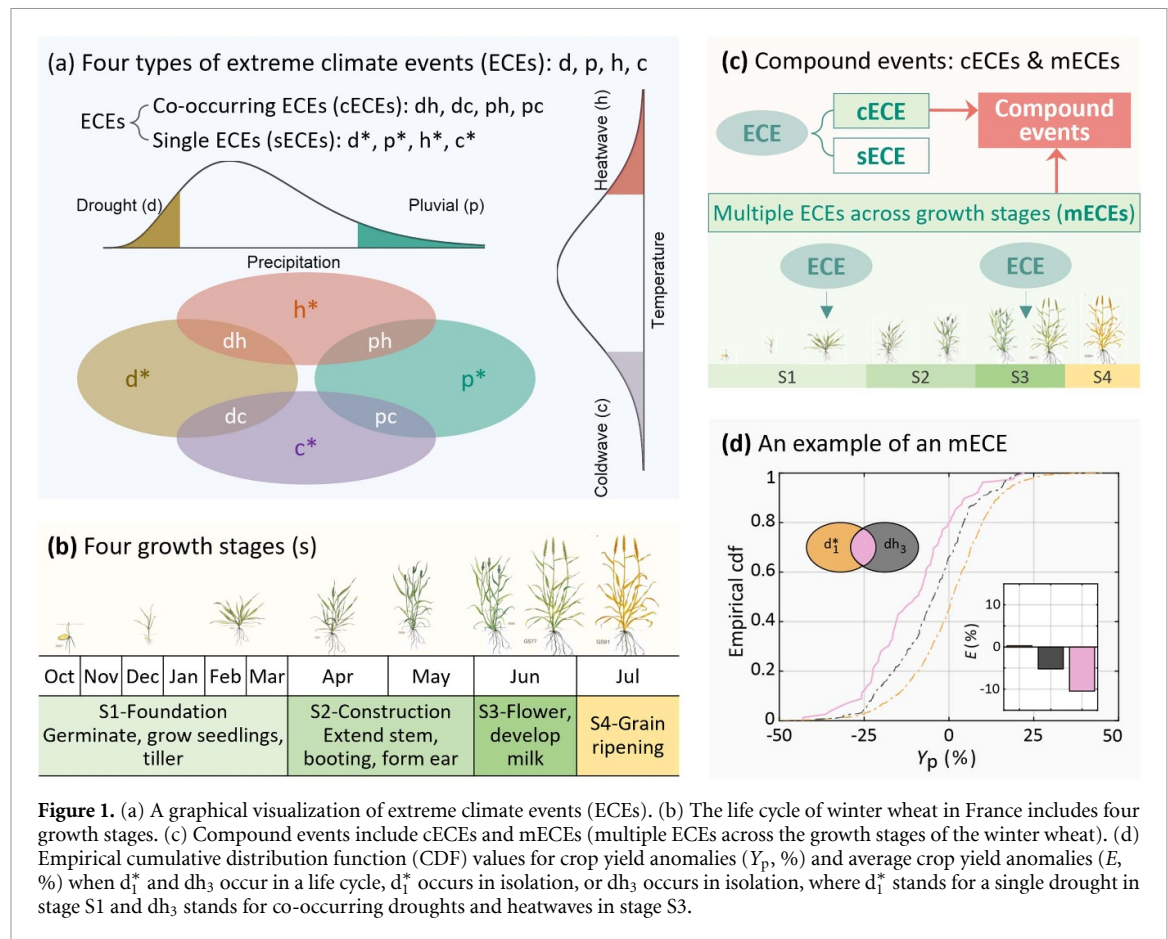 (a) Four types of extreme climate events (ECEs): d, p, h, c
ECEs
Co-occurring ECEs (cECEs): dh, dc, ph, pc
Single ECEs (sECEs): d*, p*, h*, c*
Drought (d)
Pluvial (p)
Precipitation
Heatwave (h)
Temperature
Coldwave (c)
h*
dh
ph
d*
p*
dc
pc
c*
(b) Four growth stages (s)
Oct Nov Dec Jan Feb Mar Apr May Jun Jul
S1-Foundation
Germinate, grow seedlings,
tiller
S2-Construction
Extend stem,
booting, form ear
S3-Flower,
develop
milk
S4-Grain
ripening
(c) Compound events: cECEs & mECEs
ECE
cECE
sECE
Compound
events
Multiple ECEs across growth stages (mECEs)
ECE
ECE
S1 S2 S3 S4
(d) An example of an mECE
Empirical cdf
1
0.8
0.6
0.4
0.2
0
-50 -25 0 25 50
Yₚ (%)
d₁*
dh₃
E (%)
10
0
-10
Figure 1. (a) A graphical visualization of extreme climate events (ECEs). (b) The life cycle of winter wheat in France includes four
growth stages. (c) Compound events include cECEs and mECEs (multiple ECEs across the growth stages of the winter wheat). (d)
Empirical cumulative distribution function (CDF) values for crop yield anomalies (Yₚ, %) and average crop yield anomalies (E,
%) when d₁* and dh₃ occur in a life cycle, d₁* occurs in isolation, or dh₃ occurs in isolation, where d₁* stands for a single drought in
stage S1 and dh₃ stands for co-occurring droughts and heatwaves in stage S3.